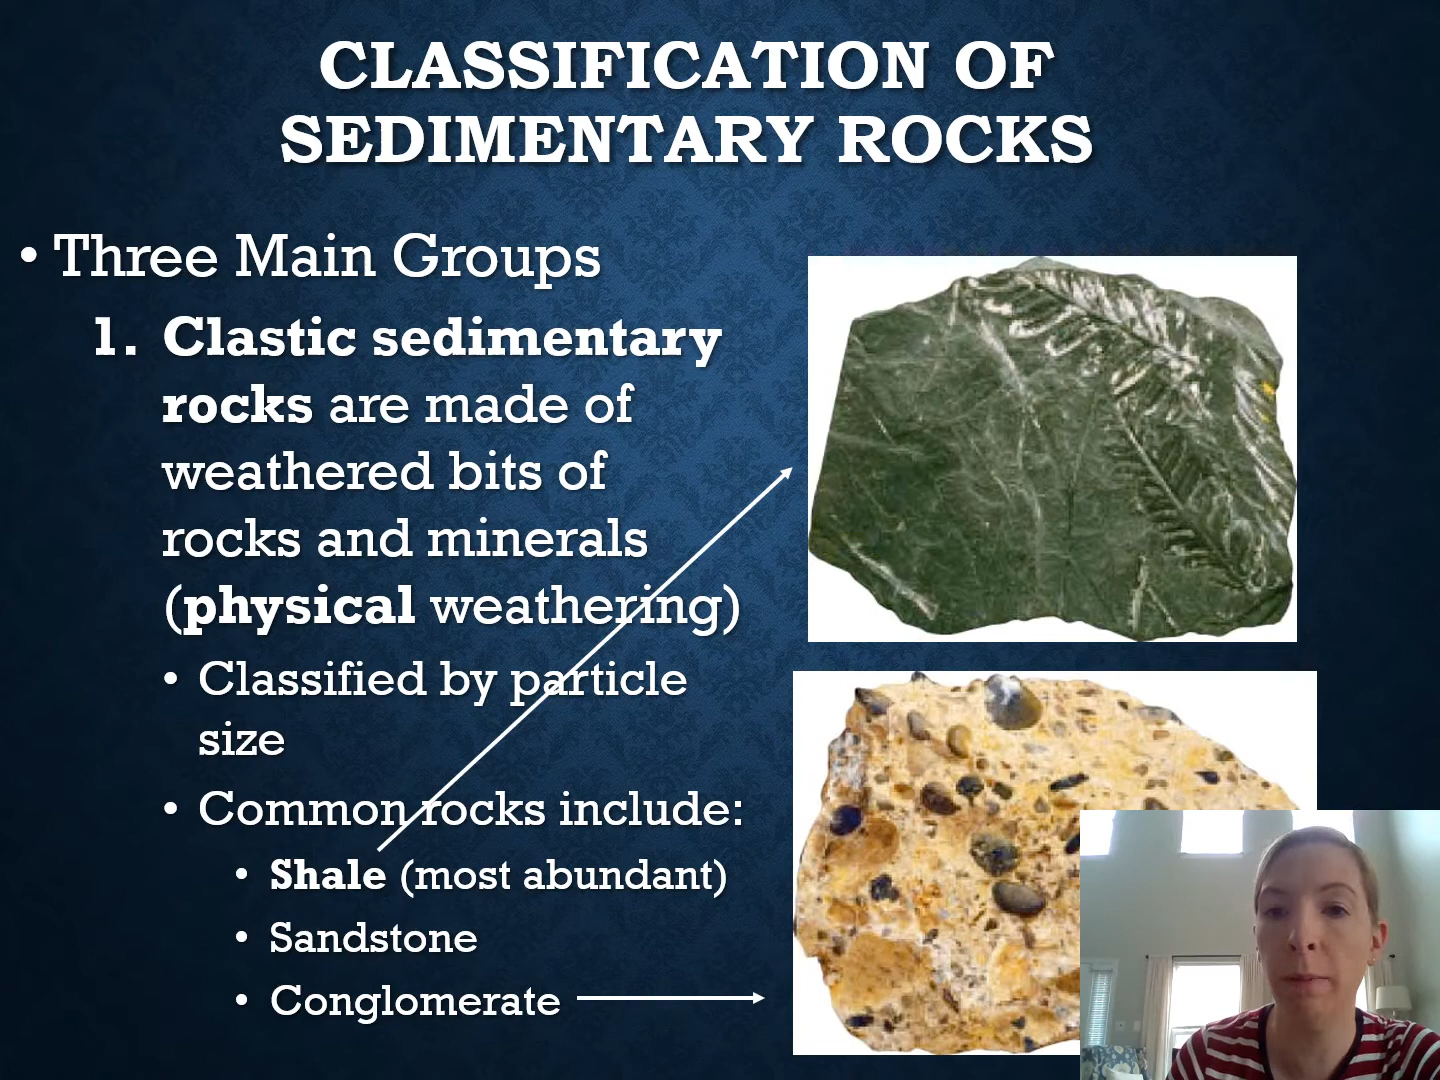 CLASSIFICATION OF
SEDIMENTARY ROCKS
• Three Main Groups
1. Clastic sedimentary
rocks are made of
weathered bits of
rocks and minerals
(physical weathering)
• Classified by particle
size
• Common rocks include:
• Shale (most abundant)
• Sandstone
• Conglomerate